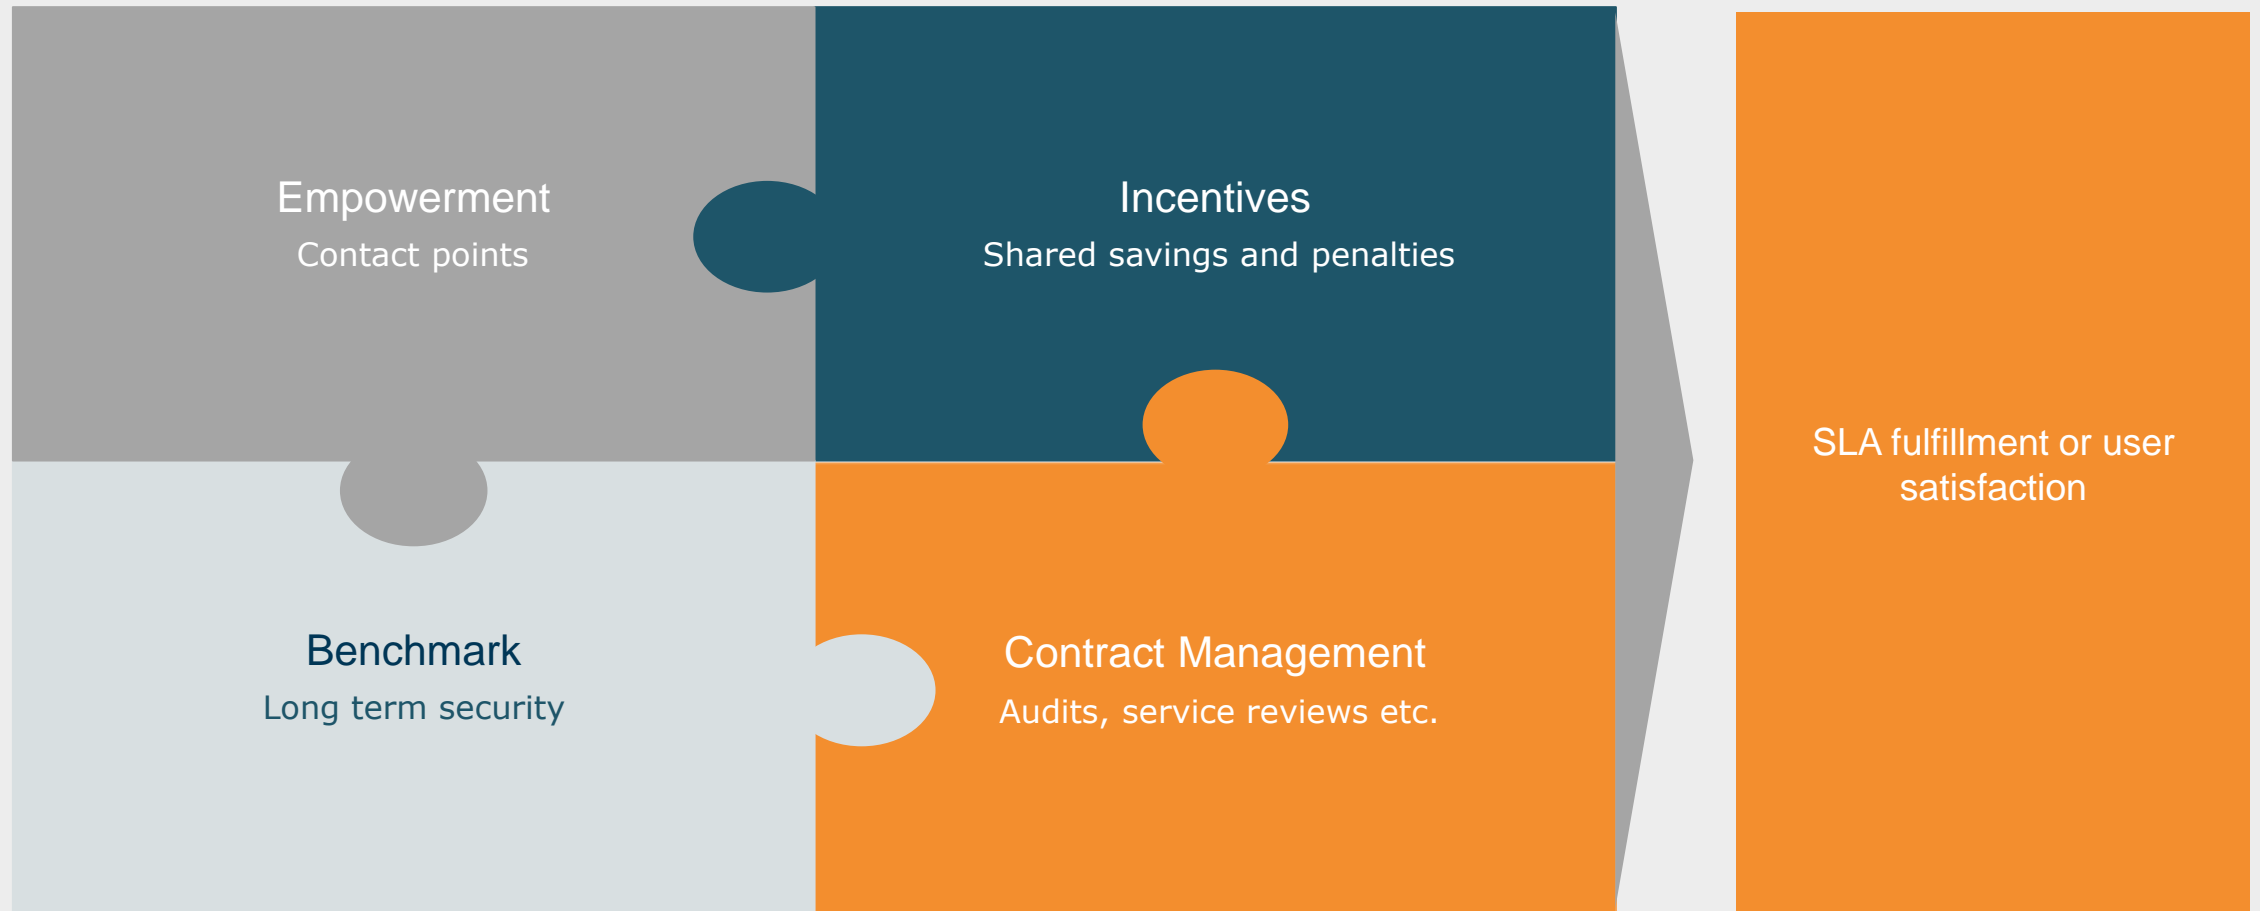 Empowerment
Contact points
Incentives
Shared savings and penalties
Benchmark
Long term security
Contract Management
Audits, service reviews etc.
SLA fulfillment or user
satisfaction